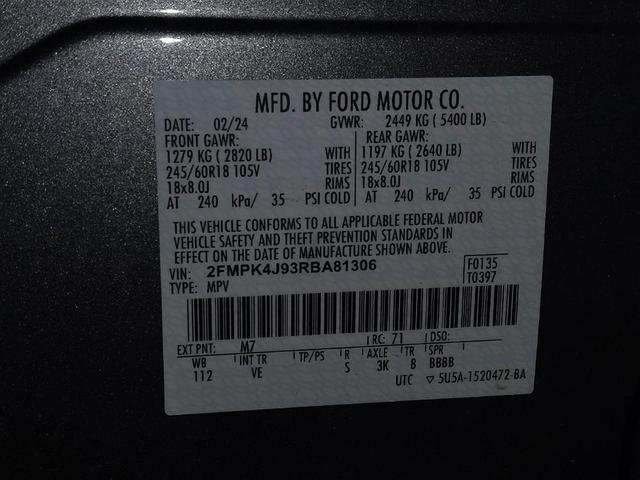 MFD. BY FORD MOTOR CO.
DATE: 02/24 GVWR: 2449 KG ( 5400 LB)
FRONT GAWR: REAR GAWR:
1279 KG ( 2820 LB) WITH 1197 KG ( 2640 LB) WITH
245/60R18 105V TIRES 245/60R18 105V TIRES
18x8.0J RIMS 18x8.0J RIMS
AT 240 kPa/ 35 PSI COLD AT 240 kPa/ 35 PSI COLD
THIS VEHICLE CONFORMS TO ALL APPLICABLE FEDERAL MOTOR
VEHICLE SAFETY AND THEFT PREVENTION STANDARDS IN
EFFECT ON THE DATE OF MANUFACTURE SHOWN ABOVE.
VIN: 2FMPK4J93RBA81306 F0135
TYPE: MPV T0397
EXT PNT: M7 RC: 71 DSO:
WB INT TR TP/PS R AXLE TR SPR
112 VE S 3K 8 BBBB
UTC ▽ 5U5A-1520472-BA